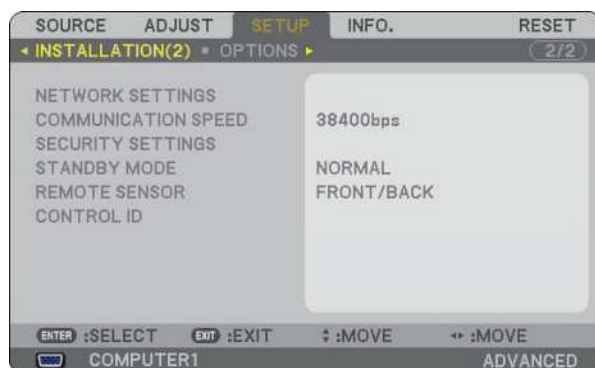 SOURCE ADJUST SETUP INFO. RESET
INSTALLATION(2) OPTIONS 2/2
NETWORK SETTINGS
COMMUNICATION SPEED 38400bps
SECURITY SETTINGS
STANDBY MODE NORMAL
REMOTE SENSOR FRONT/BACK
CONTROL ID
ENTER :SELECT EXIT :EXIT :MOVE :MOVE
COMPUTER1 ADVANCED